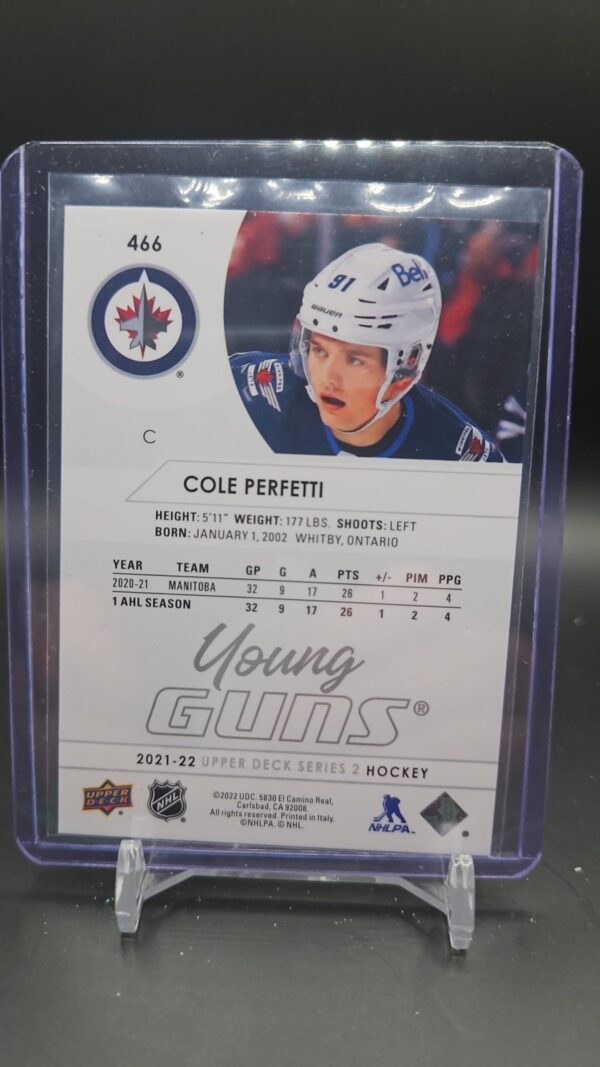 466
91
Bell
BAUER
C
COLE PERFETTI
HEIGHT: 5'11" WEIGHT: 177 LBS. SHOOTS: LEFT
BORN: JANUARY 1, 2002 WHITBY, ONTARIO
YEAR TEAM GP G A PTS +/- PIM PPG
2020-21 MANITOBA 32 9 17 26 1 2 4
1 AHL SEASON 32 9 17 26 1 2 4
Young
GUNS®
2021-22 UPPER DECK SERIES 2 HOCKEY
UPPER
DECK
NHL
©2022 UDC. 5830 El Camino Real,
Carlsbad, CA 92008.
All rights reserved. Printed in Italy.
©NHLPA. © NHL.
NHLPA™